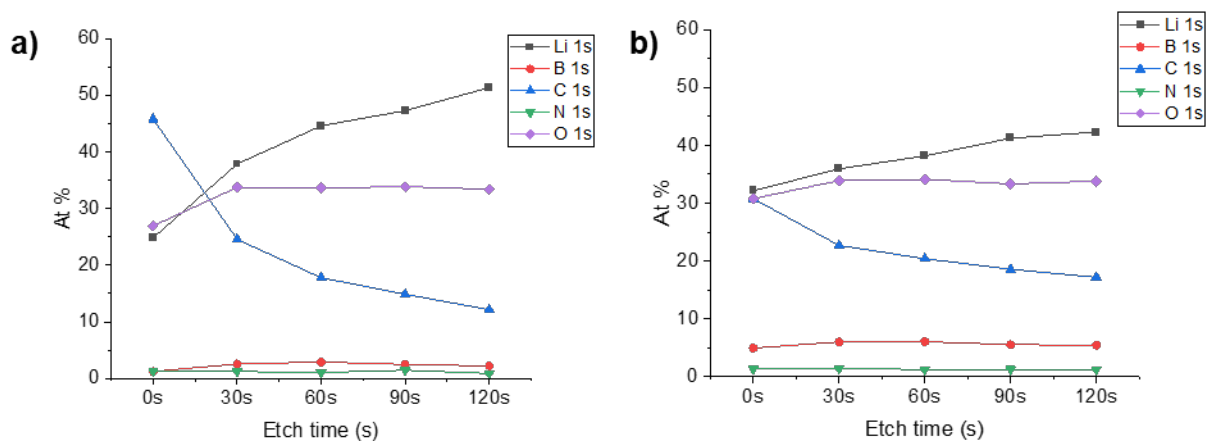 a)
At %
60
50
40
30
20
10
0
0s 30s 60s 90s 120s
Etch time (s)
Li 1s
B 1s
C 1s
N 1s
O 1s
b)
At %
60
50
40
30
20
10
0
0s 30s 60s 90s 120s
Etch time (s)
Li 1s
B 1s
C 1s
N 1s
O 1s